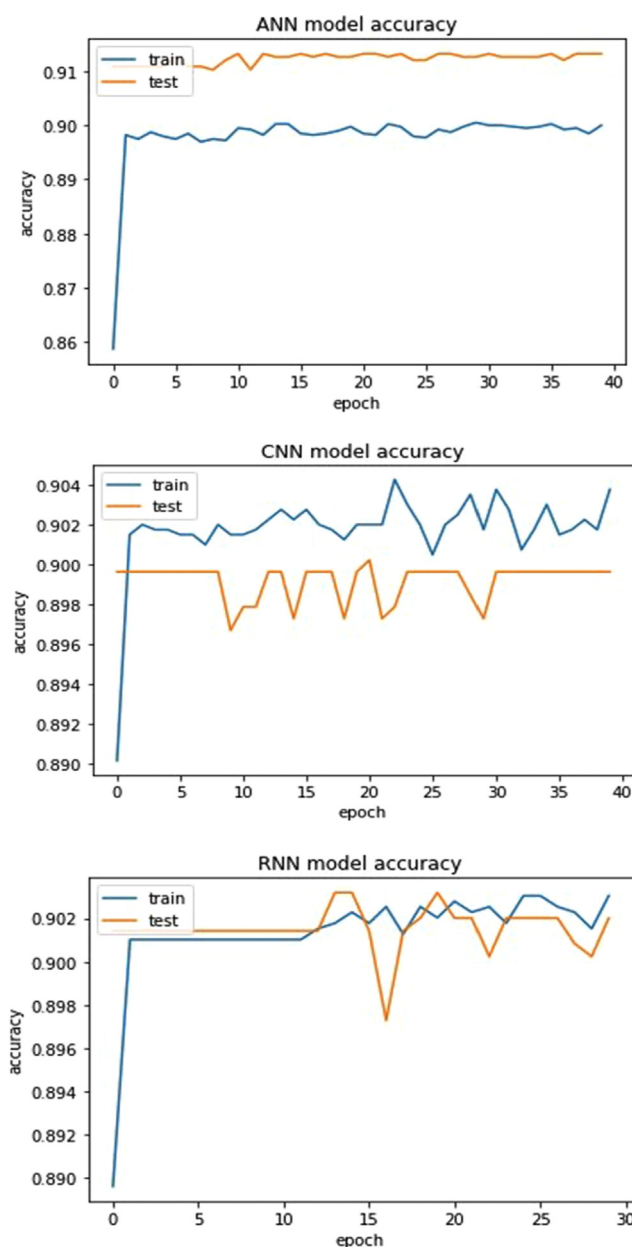 ANN model accuracy
train
test
accuracy
0.91
0.90
0.89
0.88
0.87
0.86
0 5 10 15 20 25 30 35 40
epoch
CNN model accuracy
train
test
accuracy
0.904
0.902
0.900
0.898
0.896
0.894
0.892
0.890
0 5 10 15 20 25 30 35 40
epoch
RNN model accuracy
train
test
accuracy
0.902
0.900
0.898
0.896
0.894
0.892
0.890
0 5 10 15 20 25 30
epoch